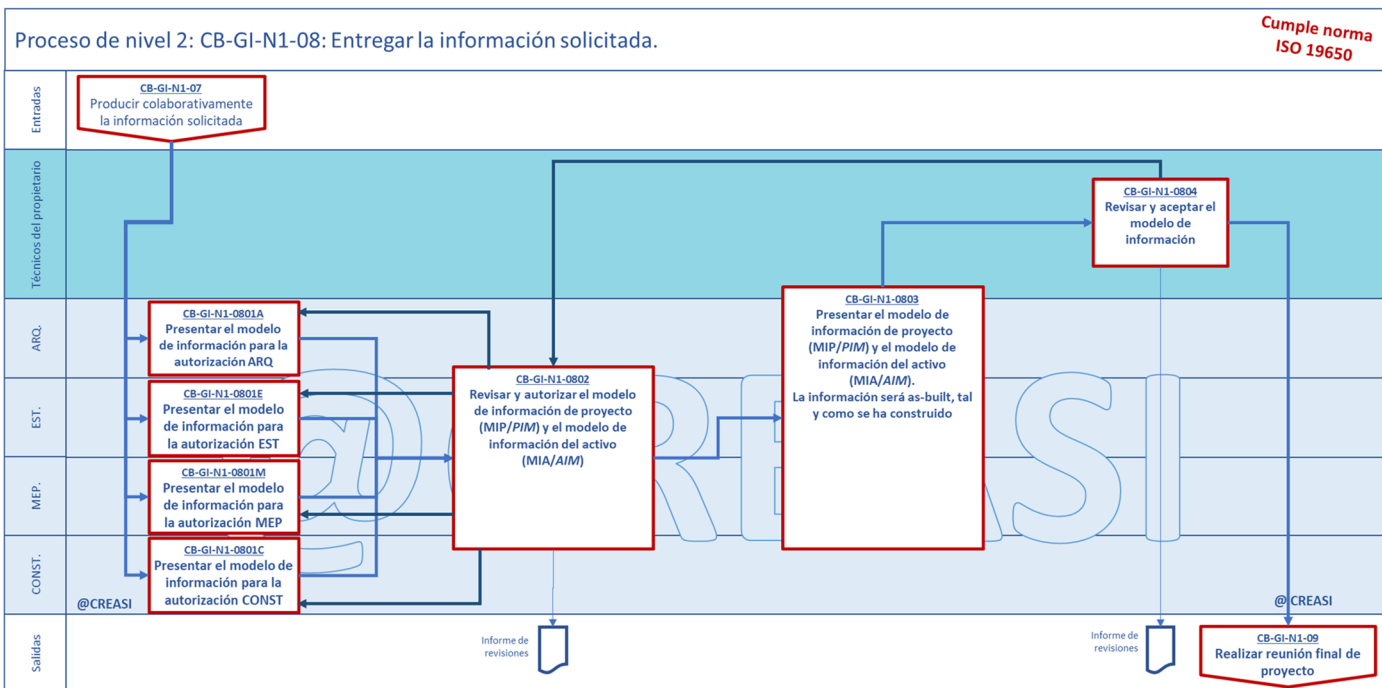 Proceso de nivel 2: CB-GI-N1-08: Entregar la información solicitada.
Cumple norma
ISO 19650
Entradas
CB-GI-N1-07
Producir colaborativamente
la información solicitada
Técnicos del propietario
CB-GI-N1-0804
Revisar y aceptar el
modelo de
información
ARQ.
CB-GI-N1-0801A
Presentar el modelo
de información para la
autorización ARQ
EST.
CB-GI-N1-0801E
Presentar el modelo
de información para
la autorización EST
MEP.
CB-GI-N1-0801M
Presentar el modelo
de información para
la autorización MEP
CONST.
CB-GI-N1-0801C
Presentar el modelo de
información para la
autorización CONST
CB-GI-N1-0802
Revisar y autorizar el modelo
de información de proyecto
(MIP/PIM) y el modelo de
información del activo
(MIA/AIM)
CB-GI-N1-0803
Presentar el modelo de
información de proyecto
(MIP/PIM) y el modelo de
información del activo
(MIA/AIM).
La información será as-built, tal
y como se ha construido
@CREASI
@CREASI
@CREASI
Salidas
Informe de
revisiones
Informe de
revisiones
CB-GI-N1-09
Realizar reunión final de
proyecto